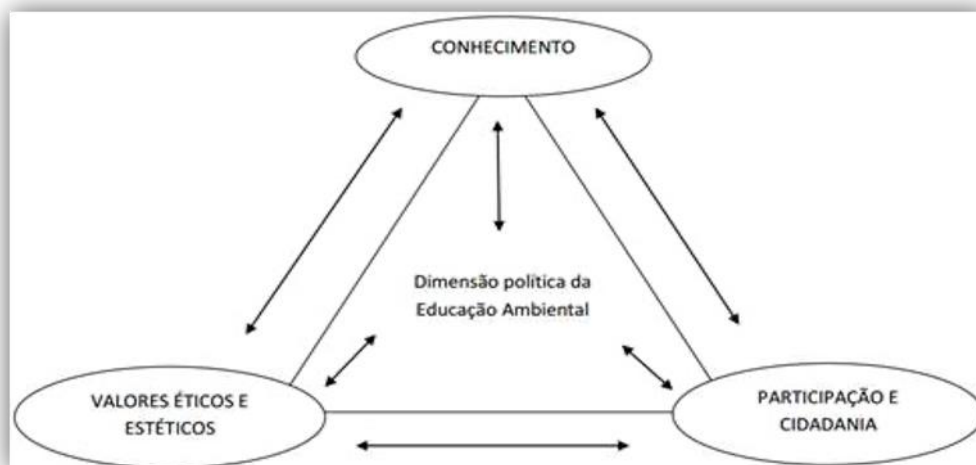 CONHECIMENTO
Dimensão política da
Educação Ambiental
VALORES ÉTICOS E
ESTÉTICOS
PARTICIPAÇÃO E
CIDADANIA